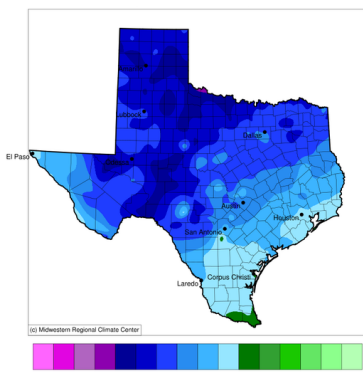 Lubbock
Dallas
El Paso
Austin
Houston
San Antonio
Corpus Christi
Laredo
(c) Midwestern Regional Climate Center